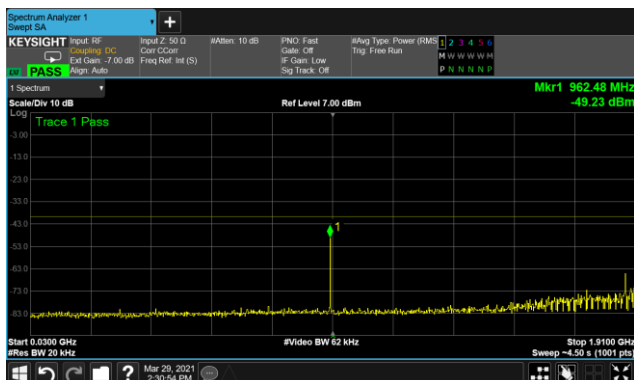 Spectrum Analyzer 1
Swept SA
+
KEYSIGHT
Input: RF
Coupling: DC
Ext Gain: -7.00 dB
Align: Auto
PASS
Input Z: 50 Ω
Corr CCorr
Freq Ref: Int (S)
#Atten: 10 dB
PNO: Fast
Gate: Off
IF Gain: Low
Sig Track: Off
#Avg Type: Power (RMS
Trig: Free Run
1 2 3 4 5 6
M W W W W M
P N N N N P
1 Spectrum
Scale/Div 10 dB
Ref Level 7.00 dBm
Mkr1 962.48 MHz
-49.23 dBm
Log
Trace 1 Pass
-3.00
-13.0
-23.0
-33.0
-43.0
1
-53.0
-63.0
-73.0
-83.0
Start 0.0300 GHz
#Video BW 62 kHz
Stop 1.9100 GHz
#Res BW 20 kHz
Sweep ~4.50 s (1001 pts)
?
Mar 29, 2021
2:30:54 PM